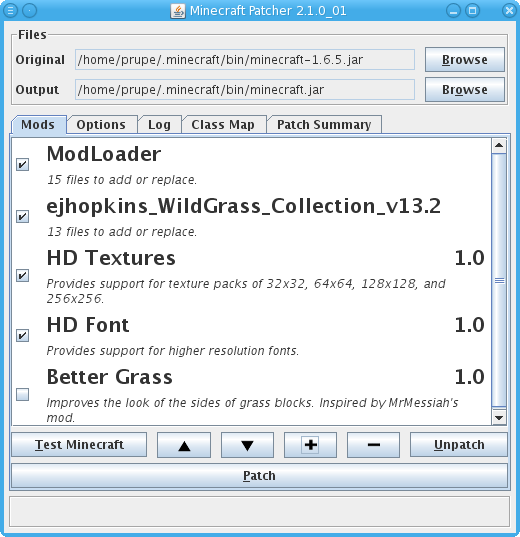 Minecraft Patcher 2.1.0_01
Files
Original /home/prupe/.minecraft/bin/minecraft-1.6.5.jar Browse
Output /home/prupe/.minecraft/bin/minecraft.jar Browse
Mods Options Log Class Map Patch Summary
ModLoader
15 files to add or replace.
ejhopkins_WildGrass_Collection_v13.2
13 files to add or replace.
HD Textures 1.0
Provides support for texture packs of 32x32, 64x64, 128x128, and
256x256.
HD Font 1.0
Provides support for higher resolution fonts.
Better Grass 1.0
Improves the look of the sides of grass blocks. Inspired by MrMessiah's
mod.
Test Minecraft Unpatch
Patch